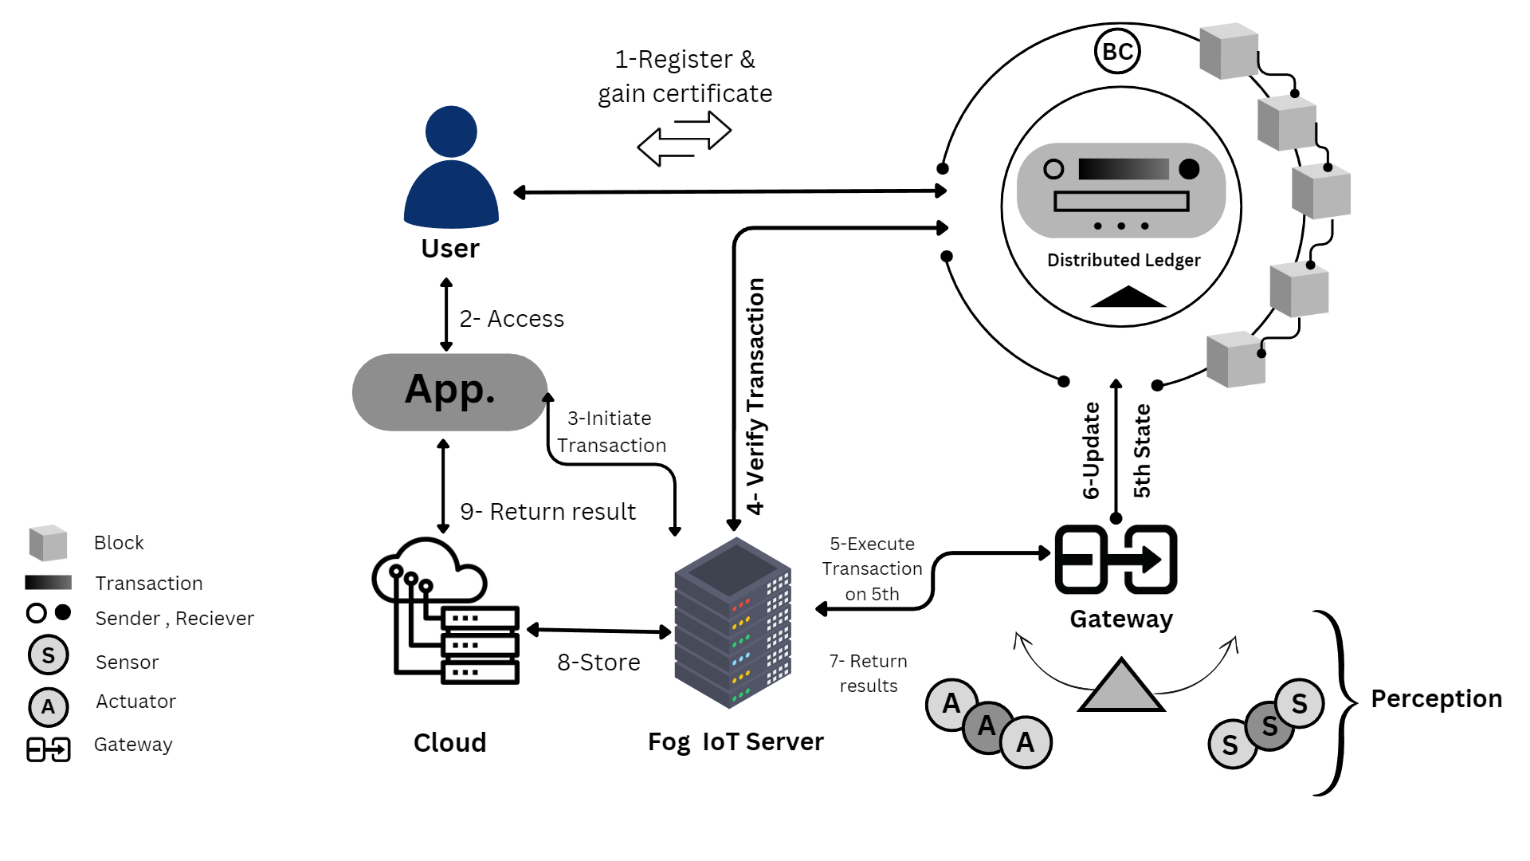 1-Register &
gain certificate
BC
Distributed Ledger
User
2- Access
App.
3-Initiate
Transaction
4- Verify Transaction
6-Update
5th State
9- Return result
5-Execute
Transaction
on 5th
Gateway
8-Store
7- Return
results
A
A
A
S
S
S
Perception
Cloud
Fog IoT Server
Block
Transaction
Sender , Reciever
S
Sensor
A
Actuator
Gateway